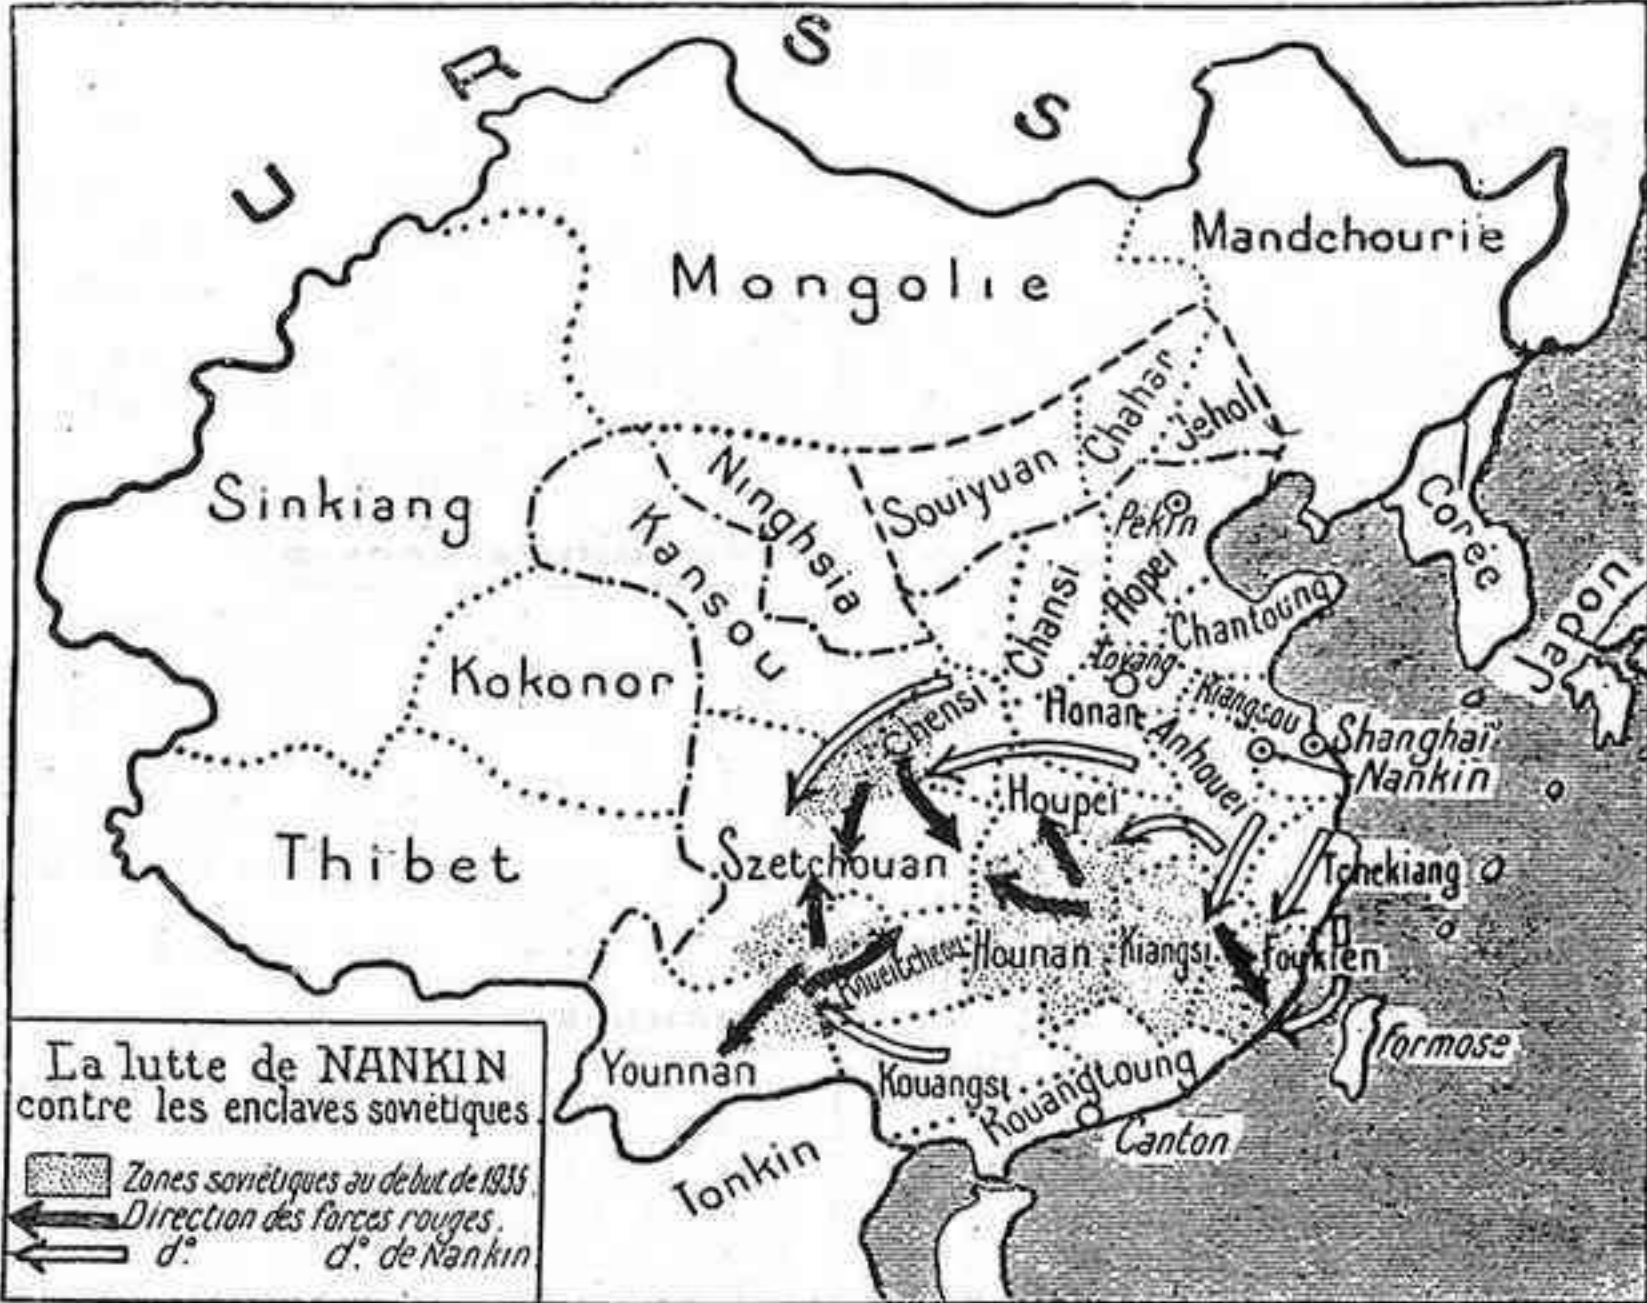 U R S S
Mandchourie
Mongolie
Chahar
Jehol
Ninghsia
Souiyuan
Sinkiang
Kansou
Pekin
Corée
Hopei
Chansi
Chantoung
Japon
Kokonor
Loyang
Chensi
Honan
Kiangsou
Anhouei
Shanghaï
Nankin
Houpei
Thibet
Szetchouan
Tchekiang
Koueitcheou
Hounan
Kiangsi
Foukien
Formose
Younnan
Kouangsi
Kouangtoung
Canton
Tonkin
La lutte de NANKIN
contre les enclaves soviétiques.
Zones soviétiques au début de 1935.
Direction des forces rouges.
d°. d°. de Nankin